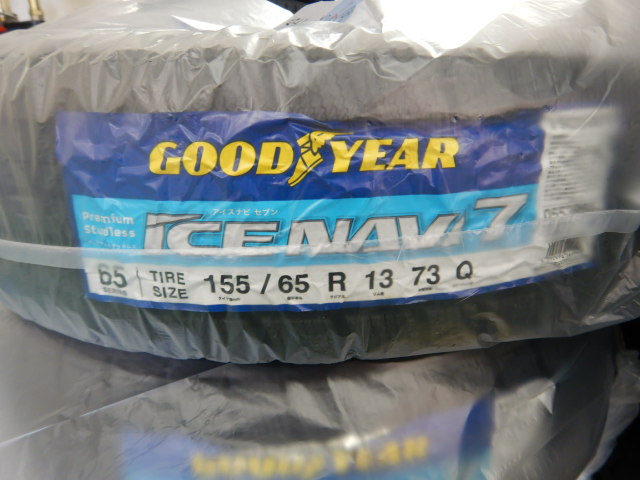 GOOD YEAR
アイスナビ セブン
Premium
Studless
ICE NAVI 7
65
SERIES
TIRE
SIZE
155 / 65 R 13 73 Q
GOOD YEAR